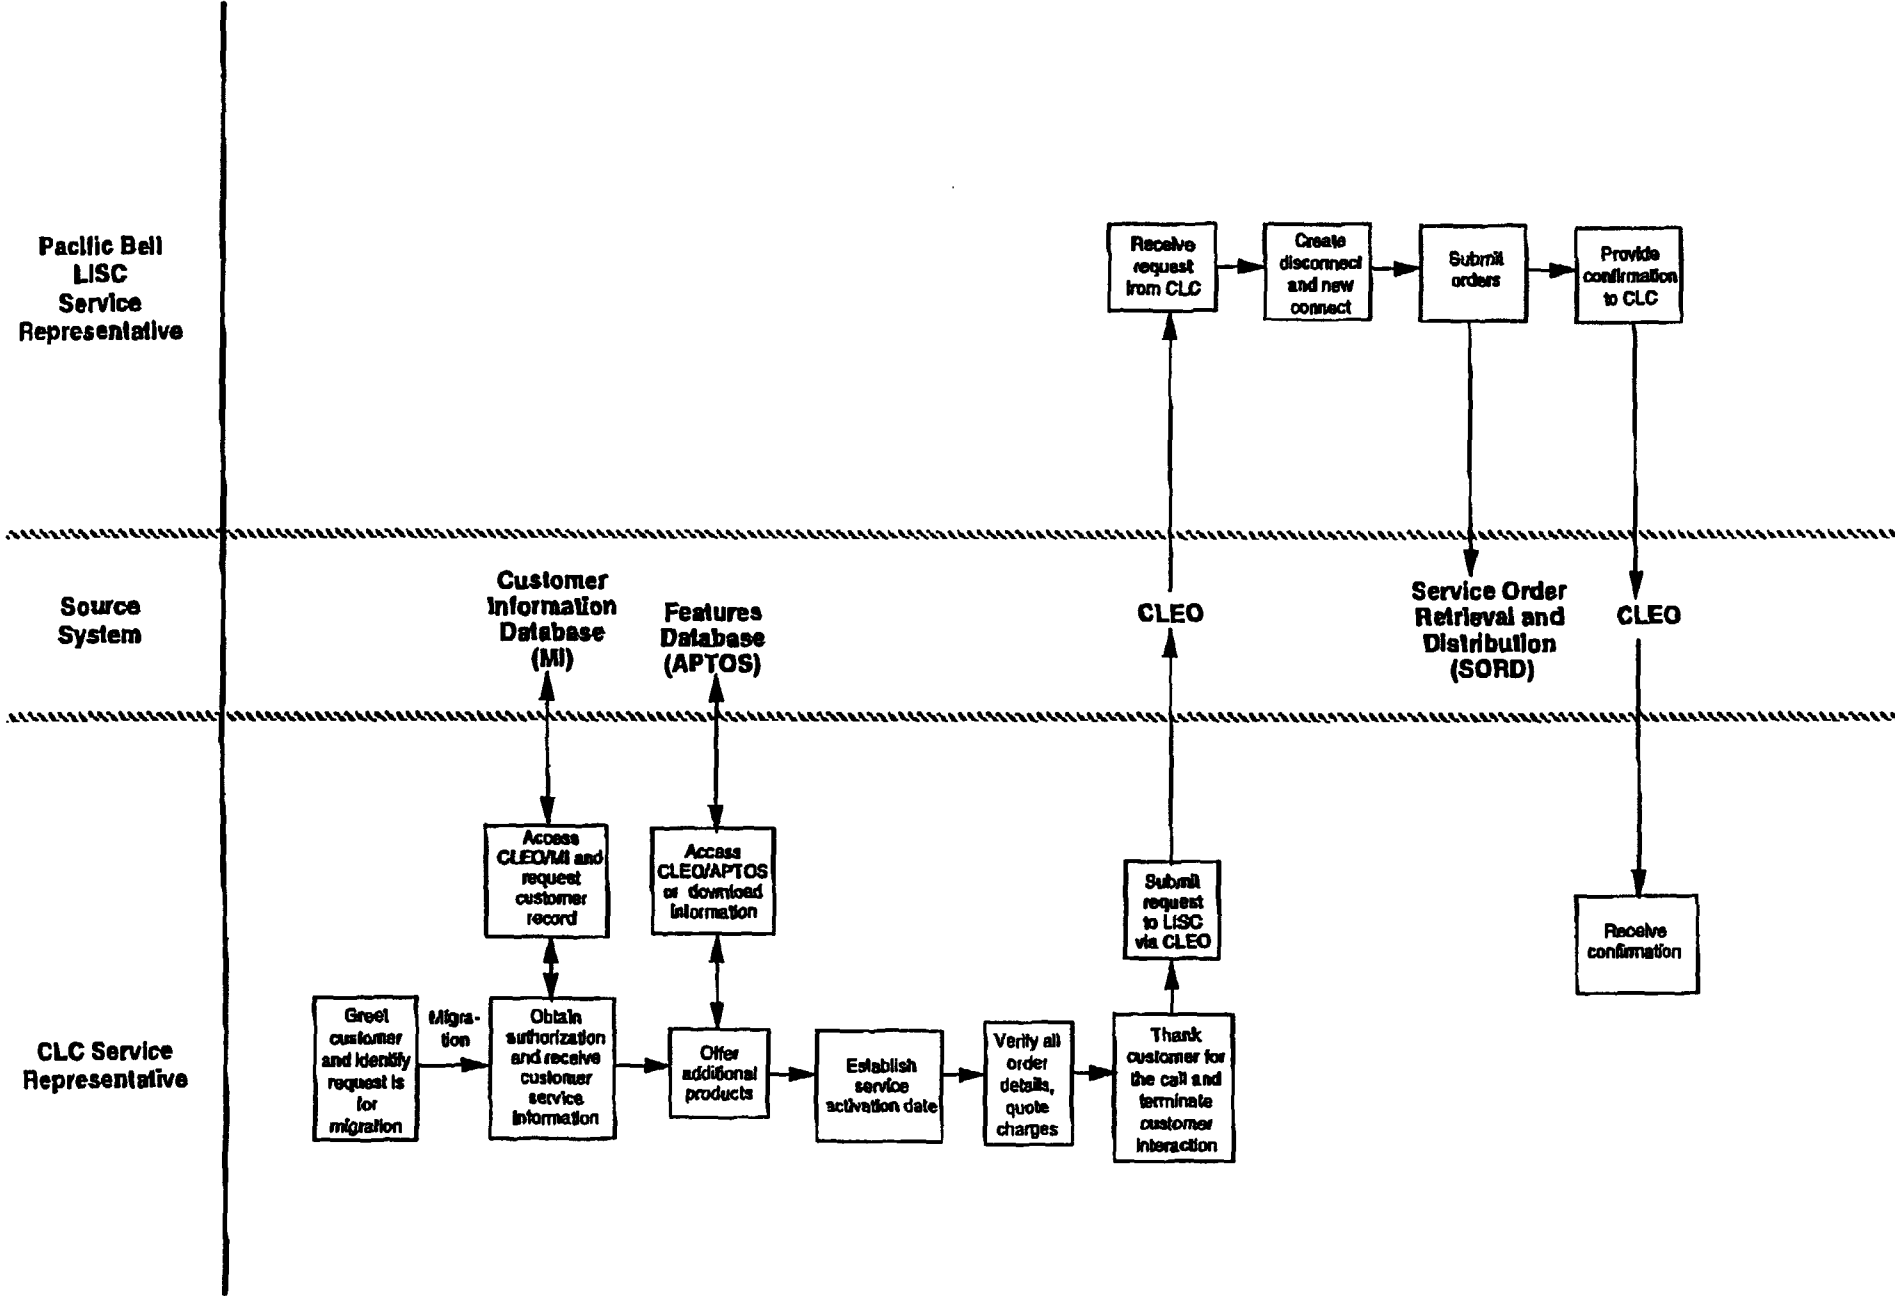 Pacific Bell
LISC
Service
Representative
Receive
request
from CLC
Create
disconnect
and new
connect
Submit
orders
Provide
confirmation
to CLC
Source
System
Customer
Information
Database
(MI)
Features
Database
(APTOS)
CLEO
Service Order
Retrieval and
Distribution
(SORD)
CLEO
CLC Service
Representative
Access
CLEO/MI and
request
customer
record
Access
CLEO/APTOS
or download
information
Submit
request
to LISC
via CLEO
Receive
confirmation
Greet
customer
and identify
request is
for
migration
Migra-
tion
Obtain
authorization
and receive
customer
service
information
Offer
additional
products
Establish
service
activation date
Verify all
order
details,
quote
charges
Thank
customer for
the call and
terminate
customer
interaction